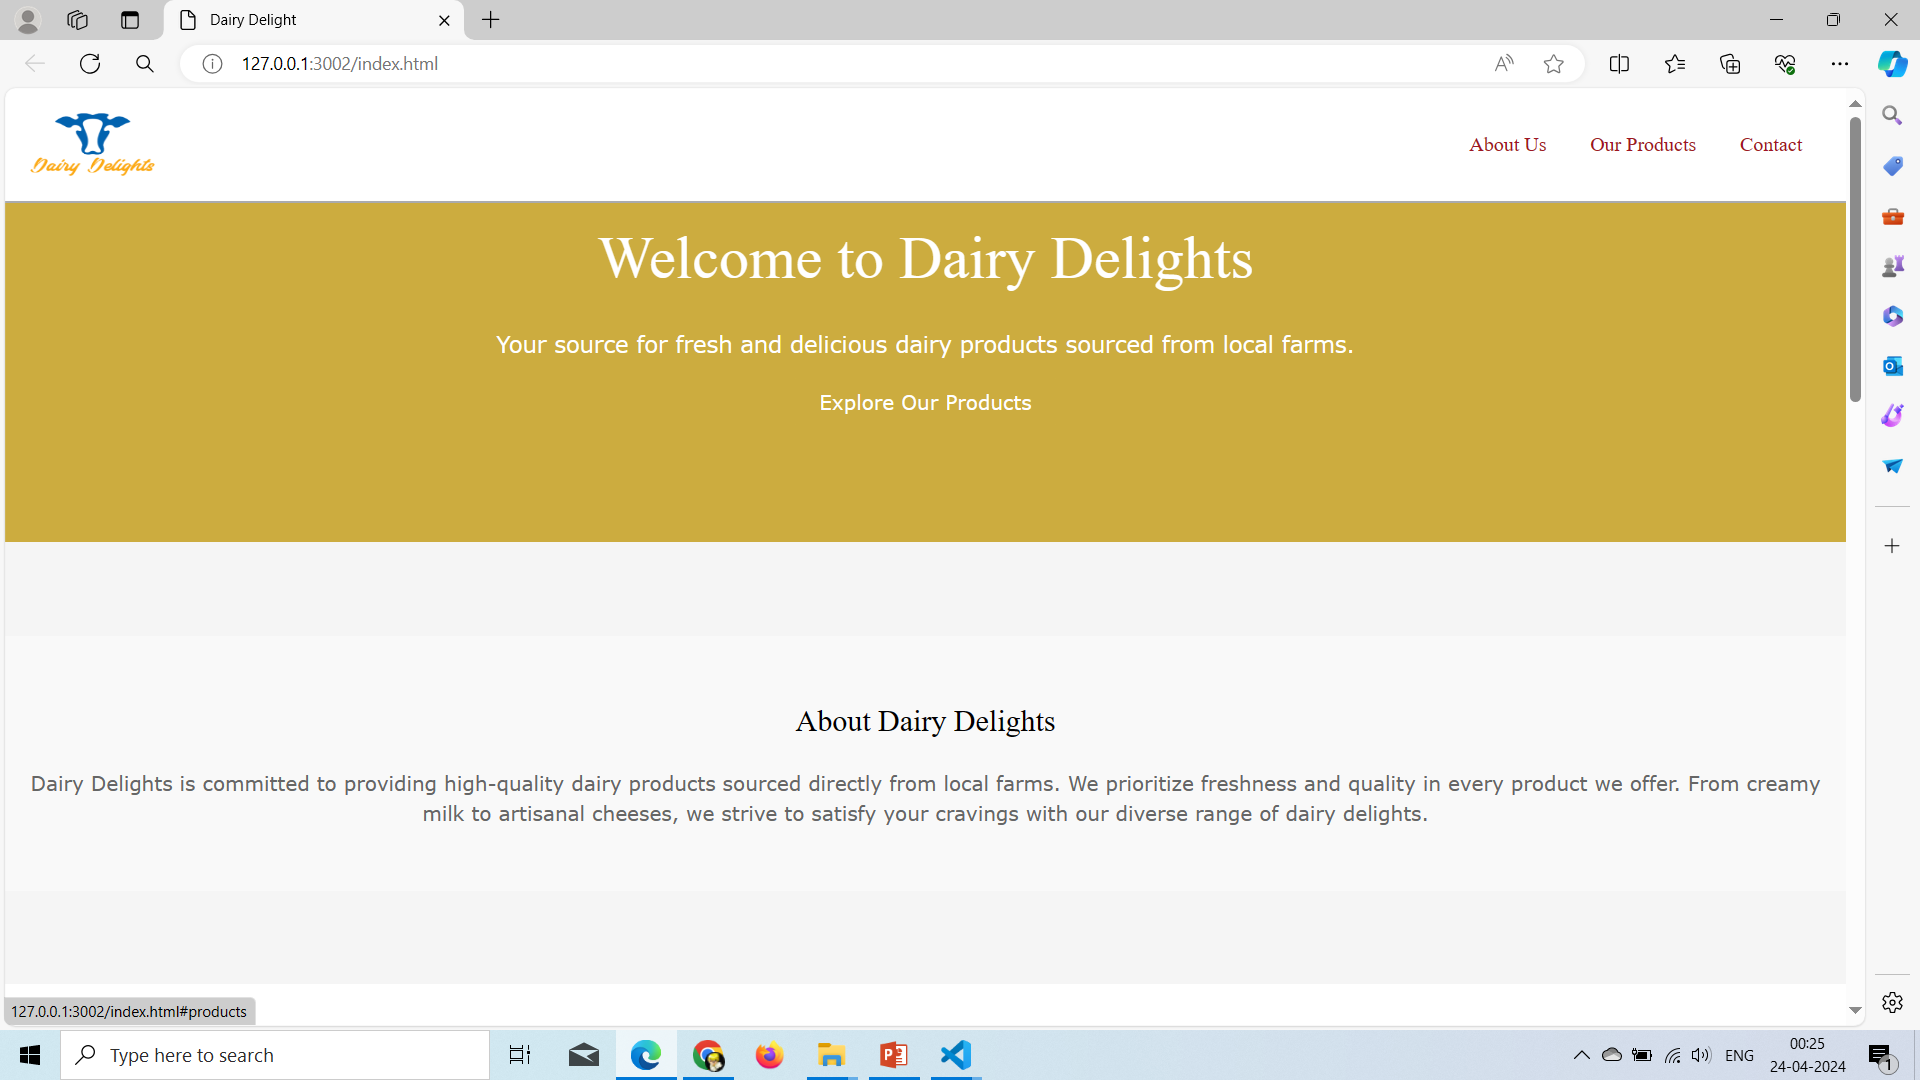 Dairy Delight
127.0.0.1:3002/index.html
Dairy Delights
About Us
Our Products
Contact
Welcome to Dairy Delights
Your source for fresh and delicious dairy products sourced from local farms.
Explore Our Products
About Dairy Delights
Dairy Delights is committed to providing high-quality dairy products sourced directly from local farms. We prioritize freshness and quality in every product we offer. From creamy
milk to artisanal cheeses, we strive to satisfy your cravings with our diverse range of dairy delights.
127.0.0.1:3002/index.html#products
Type here to search
ENG
00:25
24-04-2024
1